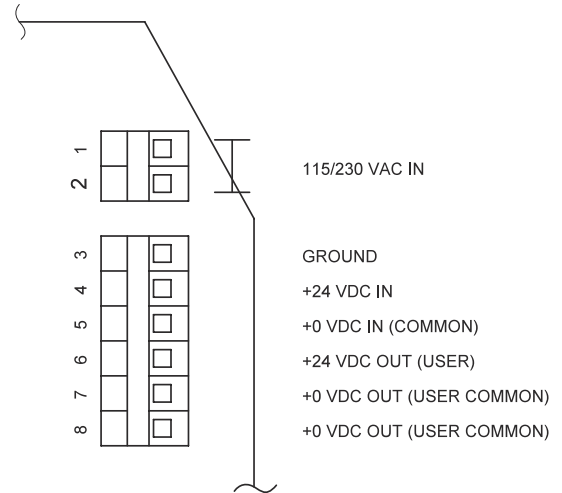 1
2
115/230 VAC IN
3 GROUND
4 +24 VDC IN
5 +0 VDC IN (COMMON)
6 +24 VDC OUT (USER)
7 +0 VDC OUT (USER COMMON)
8 +0 VDC OUT (USER COMMON)